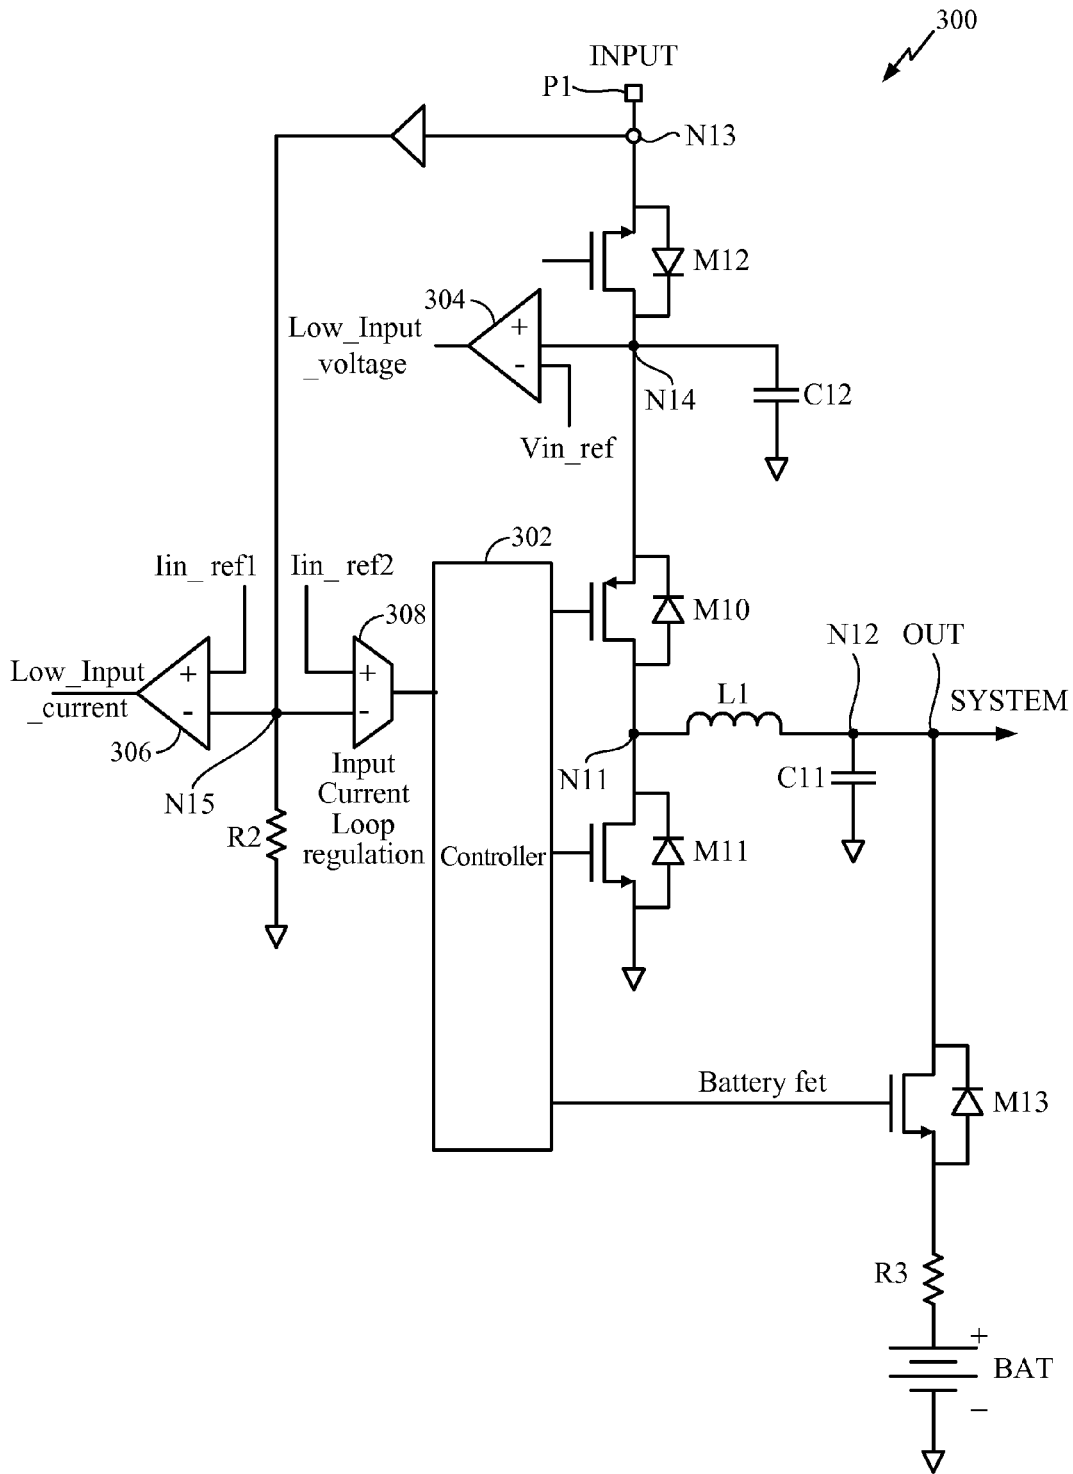 300
INPUT
P1
N13
M12
304
+
-
Low_Input
_voltage
N14
C12
Vin_ref
302
Iin_ ref1
Iin_ ref2
308
M10
N12
OUT
Low_Input
_current
+
-
+
-
L1
SYSTEM
306
N15
Input
Current
Loop
regulation
N11
C11
R2
Controller
M11
Battery fet
M13
R3
+
BAT
–